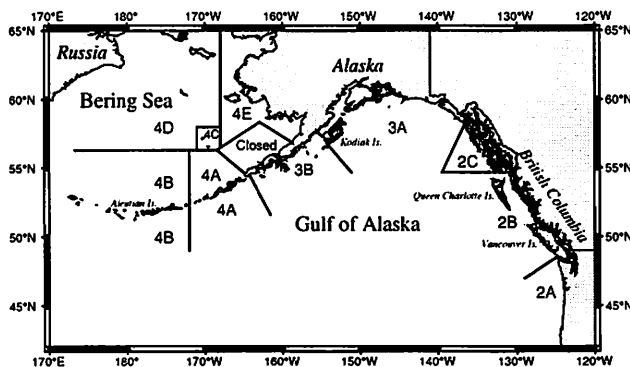 170°E 180° 170°W 160°W 150°W 140°W 130°W 120°W
65°N 65°N
Russia
Alaska
60°N 60°N
Bering Sea
4E
4D 4C
3A
Closed
Kodiak Is.
55°N 55°N
4B 4A 3B 2C
British Columbia
Aleutian Is.
4A
Queen Charlotte Is.
2B
Gulf of Alaska
4B
50°N 50°N
Vancouver Is.
2A
45°N 45°N
170°E 180° 170°W 160°W 150°W 140°W 130°W 120°W